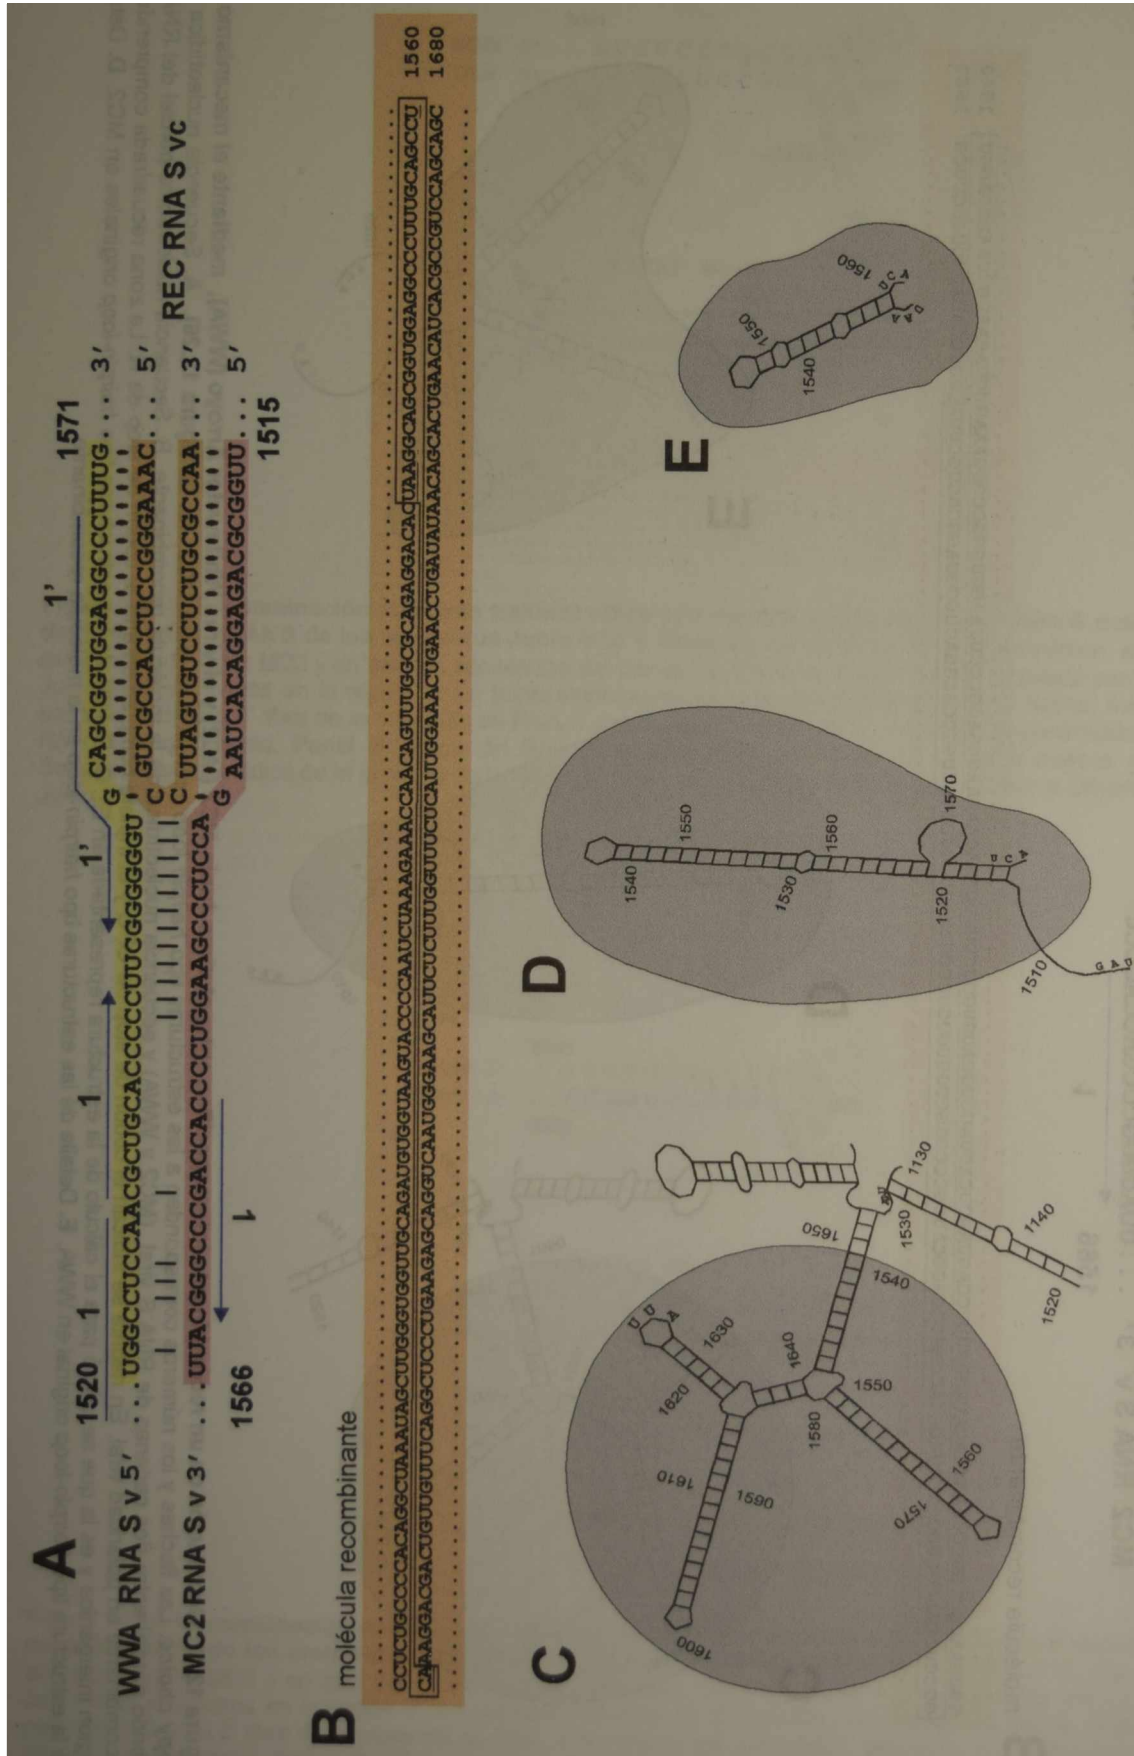 A
1520 1 1 1' 1' 1571
WWA RNA S v 5' ...UGGCCUCCAACGCUGCACCCCCUUCGGGGGU G CAGCGGUGGAGGCCCUUUG... 3'
C GUCGCCACCUCCGGGAAAC... 5'
REC RNA S vc
C UUAGUGUCCUCUGCGCCAA... 3'
MC2 RNA S v 3' ...UUACGGGCCCGACCACCCCUGGAAGCCCUCCA G AAUCACAGGAGACGCGGUU... 5'
1566 1 1515
B molécula recombinante
CCUCUGCCCCACAGGCUAAAUAGCUUGGGUGGUUGCAGAUGUGGUAAGUACCCCAAUCUAAAGAAACCAACAGUUUGGCGCAGAGGACACUAAGGCAGCGGUGGAGGCCCUUUGCAGCCU 1560
CAAAGGACGACUGUUGUUUCAGGCUCCCUGAAGAGCAGGUCAAUGGGAAGCAUUCUCUUUGGUUUCUCAUUGGAAACUGAACCUGAUAUAACAGCACUGAACAUCACGCCGUCCAGCAGC 1680
C
1600
1610
1590
1620
1630
U U A
1640
1580
1550
1570
1560
1650
1540
1530
1130
1140
1520
D
1540
1550
1530
1560
1520
1570
U C A
1510
G A U
E
1550
1540
1560
U C A